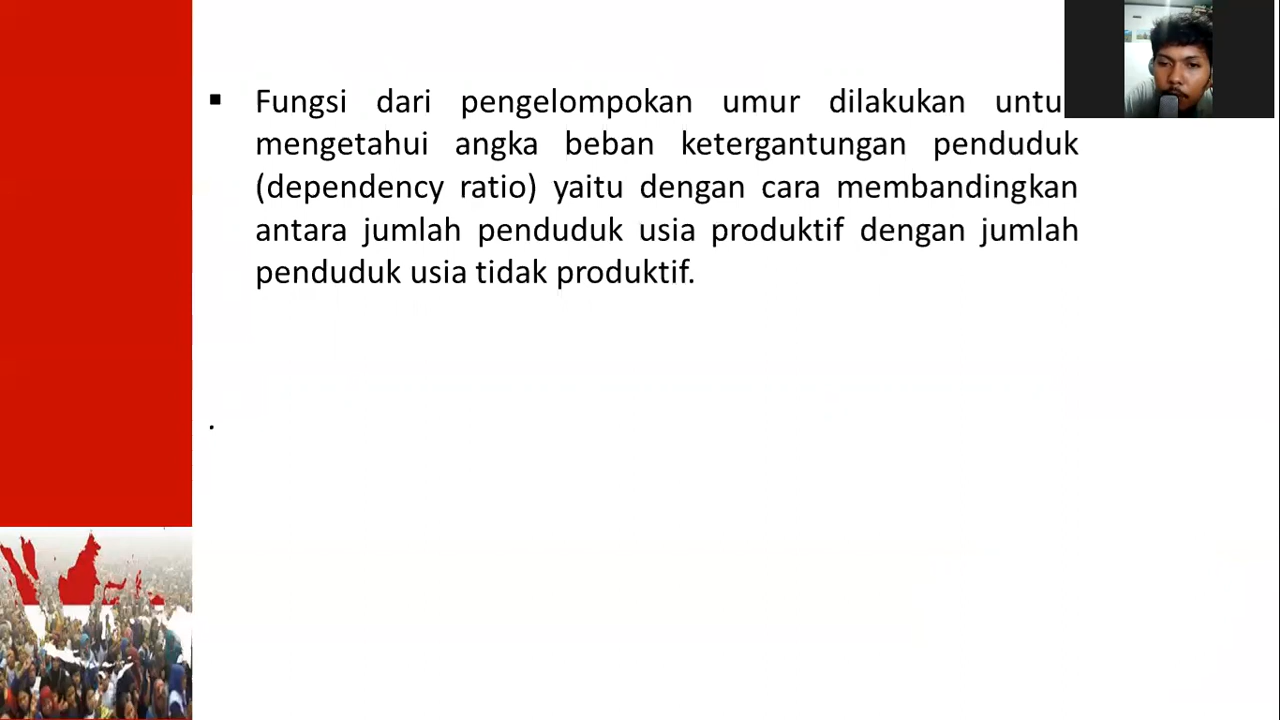 ▪ Fungsi dari pengelompokan umur dilakukan untu
mengetahui angka beban ketergantungan penduduk
(dependency ratio) yaitu dengan cara membandingkan
antara jumlah penduduk usia produktif dengan jumlah
penduduk usia tidak produktif.
.